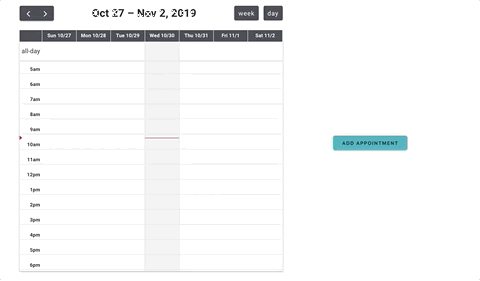 Oct 27 – Nov 2, 2019
week day
Sun 10/27 Mon 10/28 Tue 10/29 Wed 10/30 Thu 10/31 Fri 11/1 Sat 11/2
all-day
5am
6am
7am
8am
9am
10am
11am
12pm
1pm
2pm
3pm
4pm
5pm
6pm
ADD APPOINTMENT